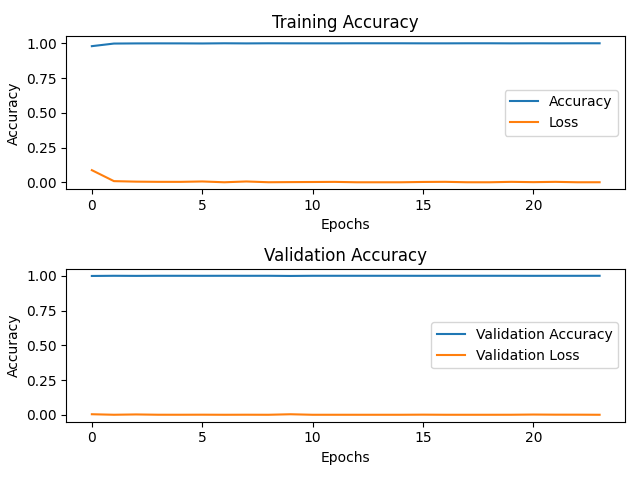 Training Accuracy
1.00
0.75
0.50
0.25
0.00
Accuracy
Accuracy
Loss
0 5 10 15 20
Epochs
Validation Accuracy
1.00
0.75
0.50
0.25
0.00
Accuracy
Validation Accuracy
Validation Loss
0 5 10 15 20
Epochs